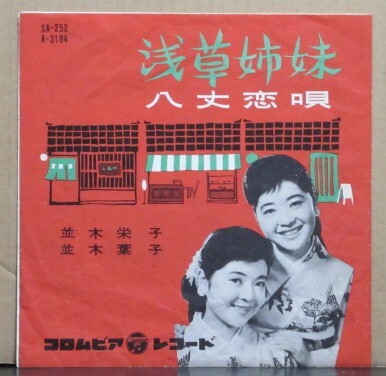 SA-252
A-3194
浅草姉妹
八丈恋唄
並木栄子
並木葉子
コロムビア レコード